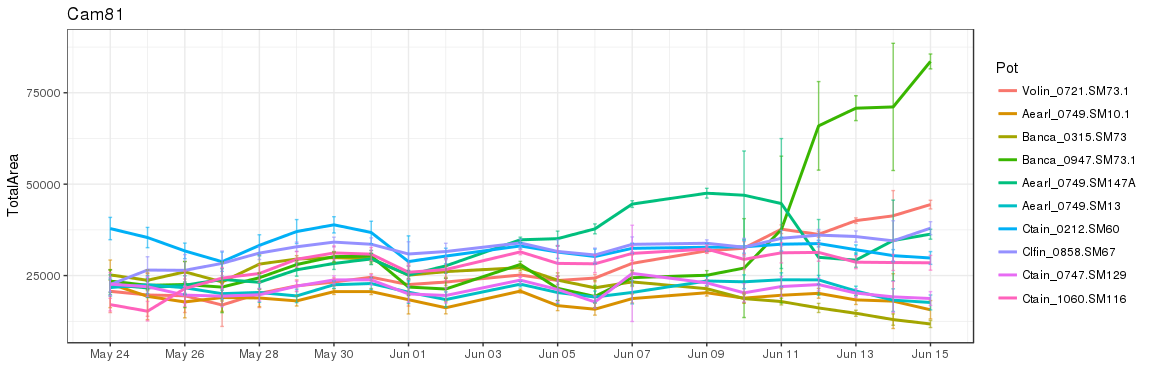 Cam81
TotalArea
75000
50000
25000
May 24 May 26 May 28 May 30 Jun 01 Jun 03 Jun 05 Jun 07 Jun 09 Jun 11 Jun 13 Jun 15
Pot
Volin_0721.SM73.1
Aearl_0749.SM10.1
Banca_0315.SM73
Banca_0947.SM73.1
Aearl_0749.SM147A
Aearl_0749.SM13
Ctain_0212.SM60
Clfin_0858.SM67
Ctain_0747.SM129
Ctain_1060.SM116